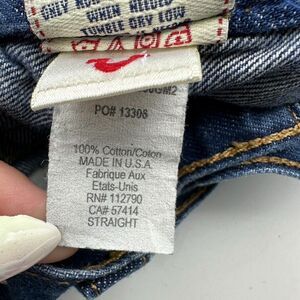 WHEN NEEDED
TUMBLE DRY LOW
PO# 13306
100% Cotton/Coton
MADE IN U.S.A.
Fabrique Aux
Etats-Unis
RN# 112790
CA# 57414
STRAIGHT